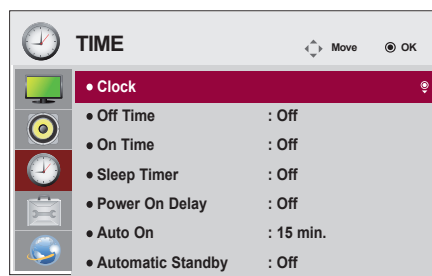 TIME
Move
OK
● Clock
● Off Time : Off
● On Time : Off
● Sleep Timer : Off
● Power On Delay : Off
● Auto On : 15 min.
● Automatic Standby : Off